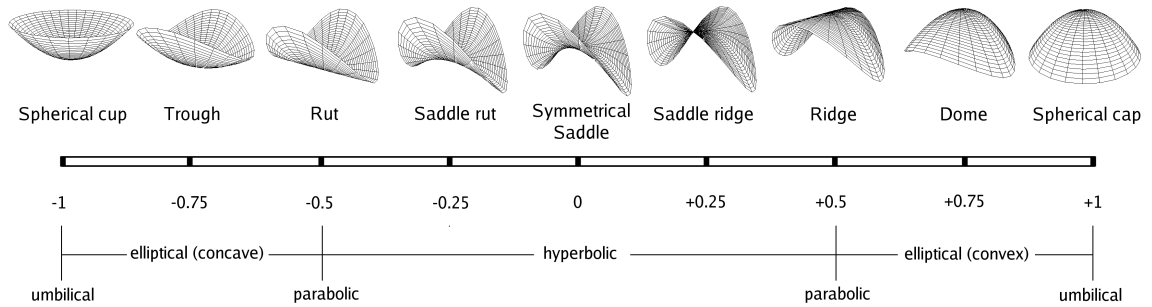 Spherical cup
Trough
Rut
Saddle rut
Symmetrical
Saddle
Saddle ridge
Ridge
Dome
Spherical cap
-1
-0.75
-0.5
-0.25
0
+0.25
+0.5
+0.75
+1
elliptical (concave)
hyperbolic
elliptical (convex)
umbilical
parabolic
parabolic
umbilical